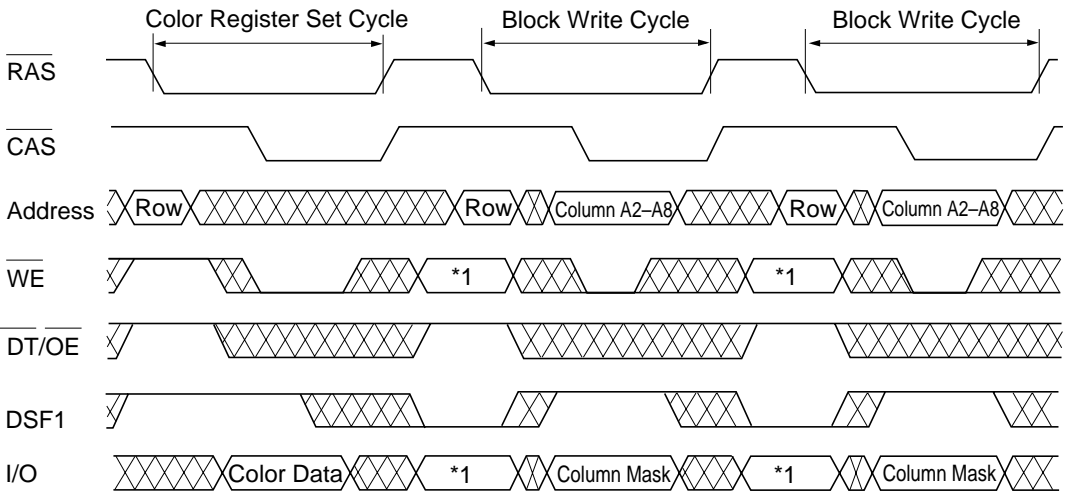 Color Register Set Cycle Block Write Cycle Block Write Cycle
RAS
CAS
Address Row Row Column A2–A8 Row Column A2–A8
WE *1 *1
DT/OE
DSF1
I/O Color Data *1 Column Mask *1 Column Mask